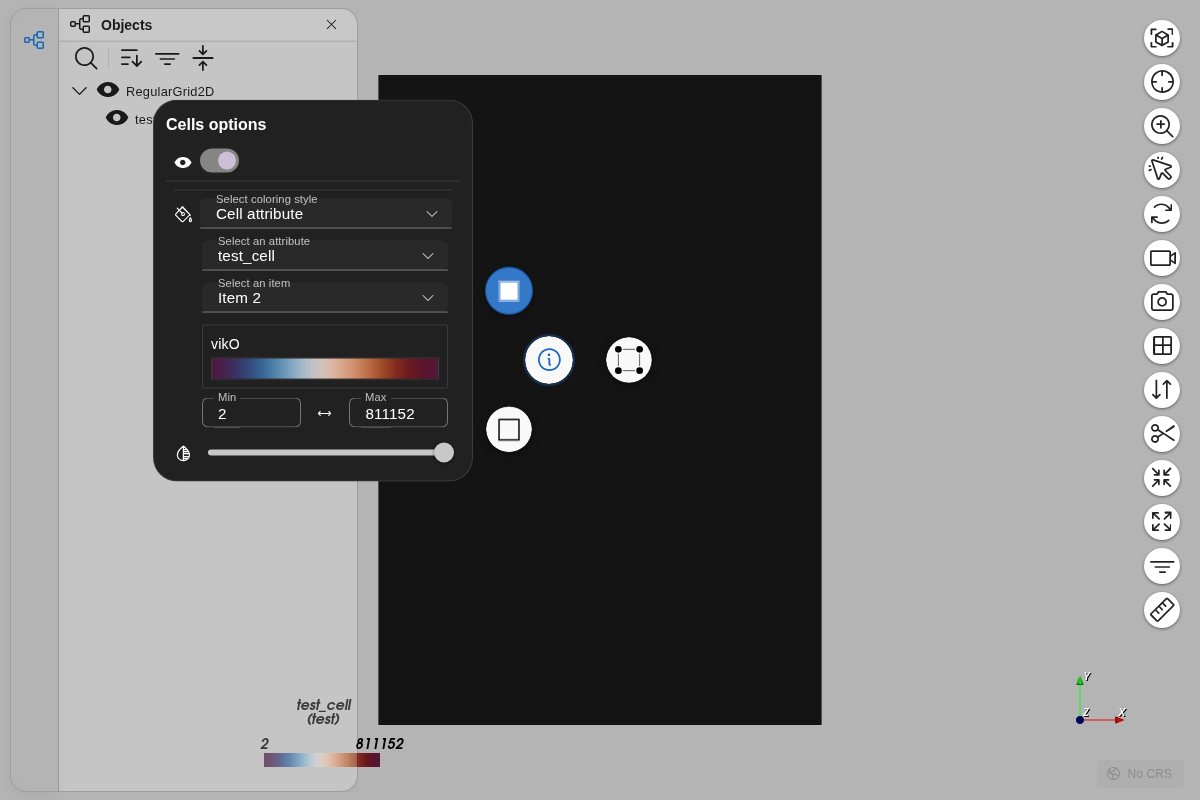 Objects
RegularGrid2D
tes
Cells options
Select coloring style
Cell attribute
Select an attribute
test_cell
Select an item
Item 2
vikO
Min
2
Max
811152
test_cell
(test)
2
811152
Y
Z
X
No CRS